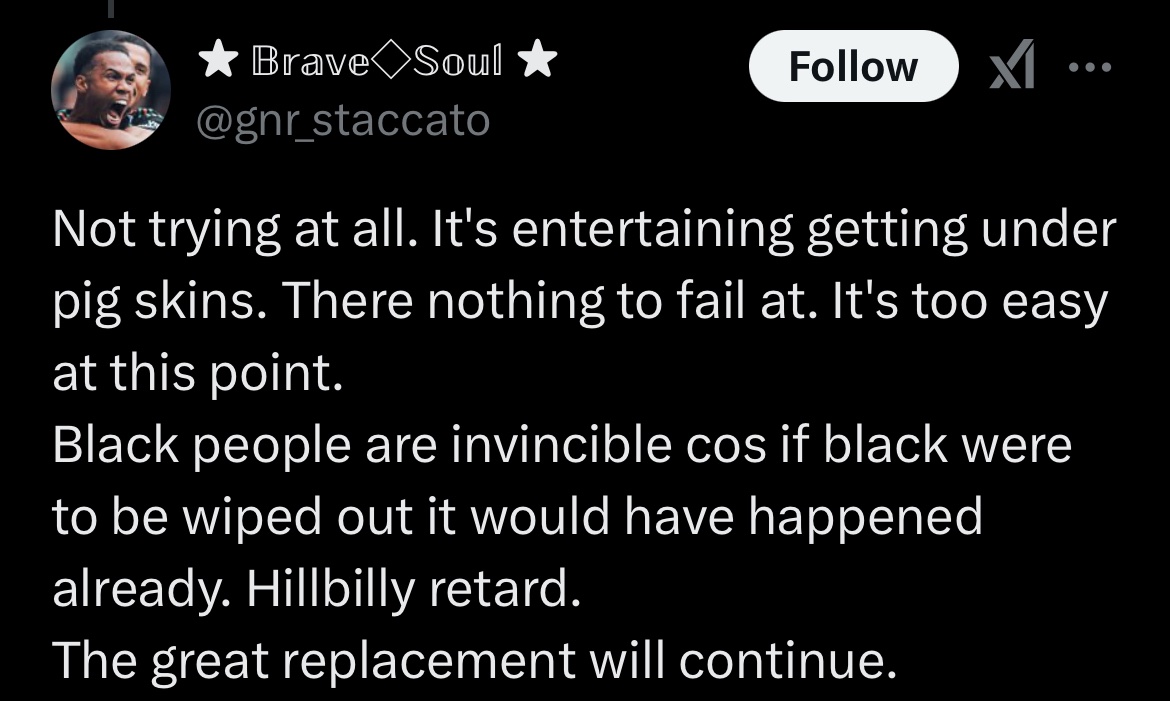 ★ 𝔹rave◇Soul ★
Follow
@gnr_staccato
Not trying at all. It's entertaining getting under
pig skins. There nothing to fail at. It's too easy
at this point.
Black people are invincible cos if black were
to be wiped out it would have happened
already. Hillbilly retard.
The great replacement will continue.